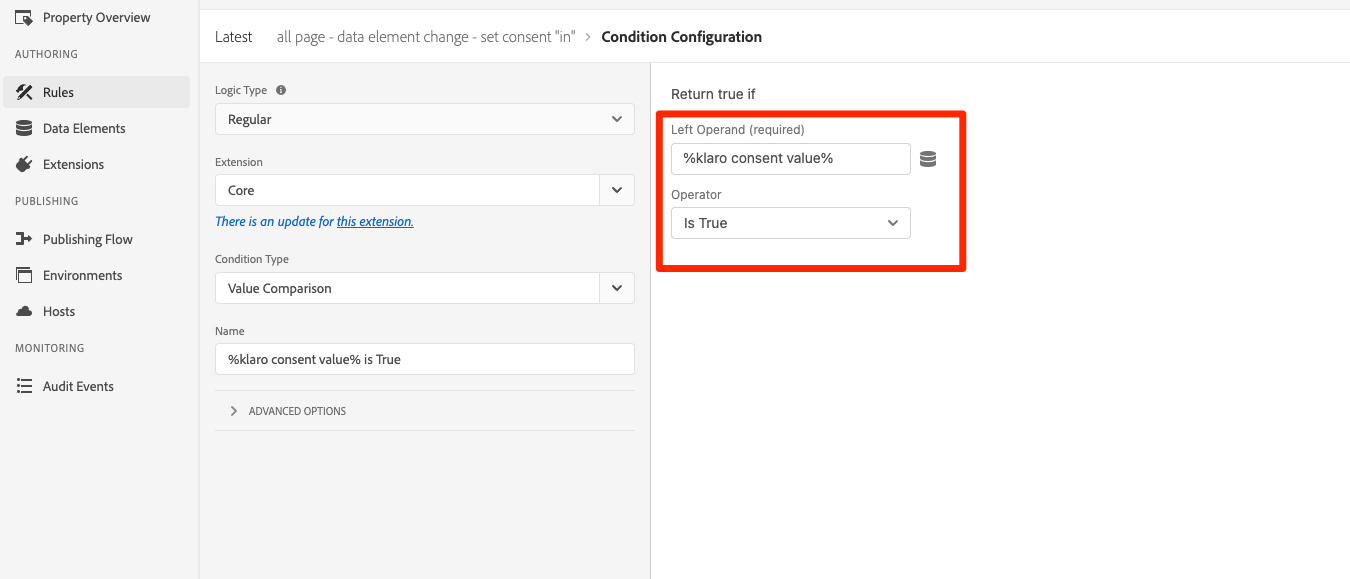 Property Overview
AUTHORING
Rules
Data Elements
Extensions
PUBLISHING
Publishing Flow
Environments
Hosts
MONITORING
Audit Events
Latest all page - data element change - set consent "in" > Condition Configuration
Logic Type
Regular
Extension
Core
There is an update for this extension.
Condition Type
Value Comparison
Name
%klaro consent value% is True
ADVANCED OPTIONS
Return true if
Left Operand (required)
%klaro consent value%
Operator
Is True